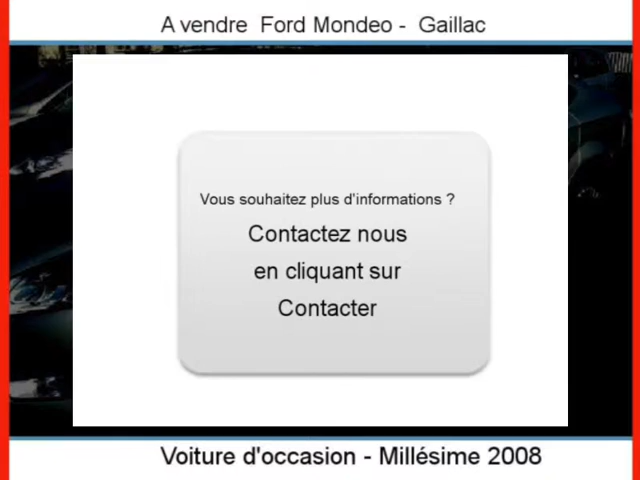 A vendre Ford Mondeo - Gaillac
Vous souhaitez plus d'informations ?
Contactez nous
en cliquant sur
Contacter
Voiture d'occasion - Millésime 2008